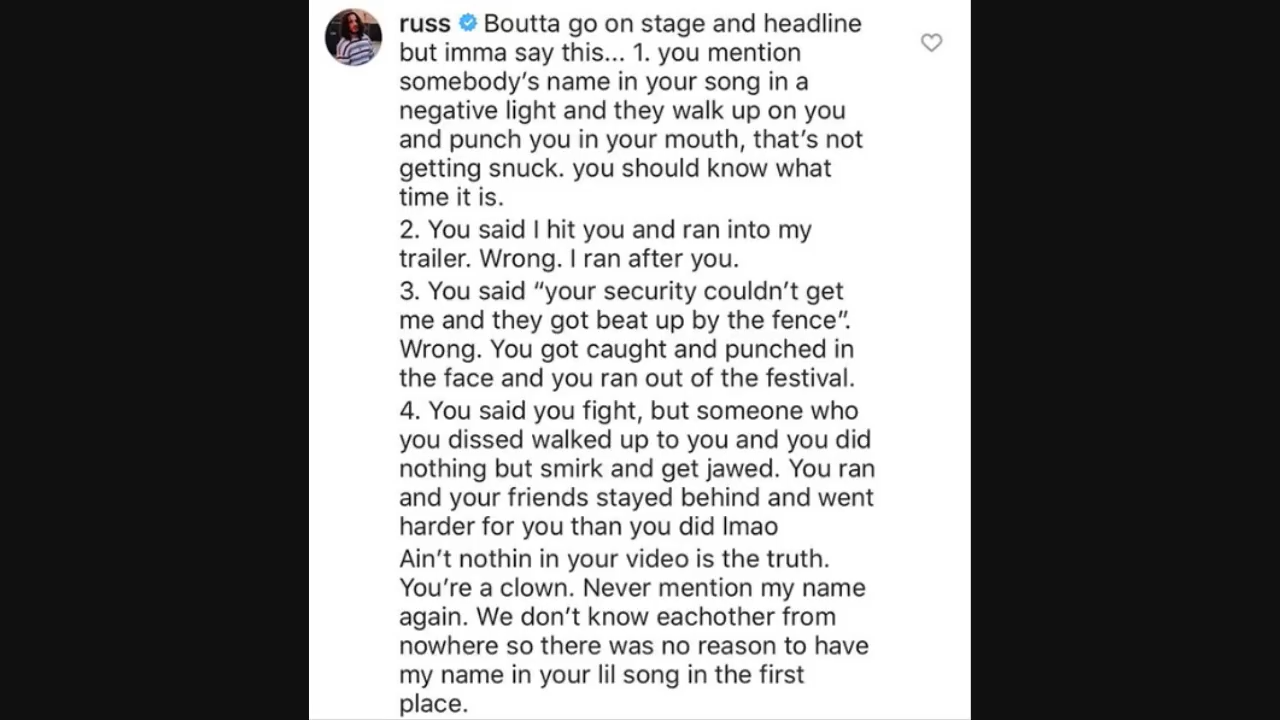 russ Boutta go on stage and headline
but imma say this... 1. you mention
somebody’s name in your song in a
negative light and they walk up on you
and punch you in your mouth, that’s not
getting snuck. you should know what
time it is.
2. You said I hit you and ran into my
trailer. Wrong. I ran after you.
3. You said “your security couldn’t get
me and they got beat up by the fence”.
Wrong. You got caught and punched in
the face and you ran out of the festival.
4. You said you fight, but someone who
you dissed walked up to you and you did
nothing but smirk and get jawed. You ran
and your friends stayed behind and went
harder for you than you did lmao
Ain’t nothin in your video is the truth.
You’re a clown. Never mention my name
again. We don’t know eachother from
nowhere so there was no reason to have
my name in your lil song in the first
place.